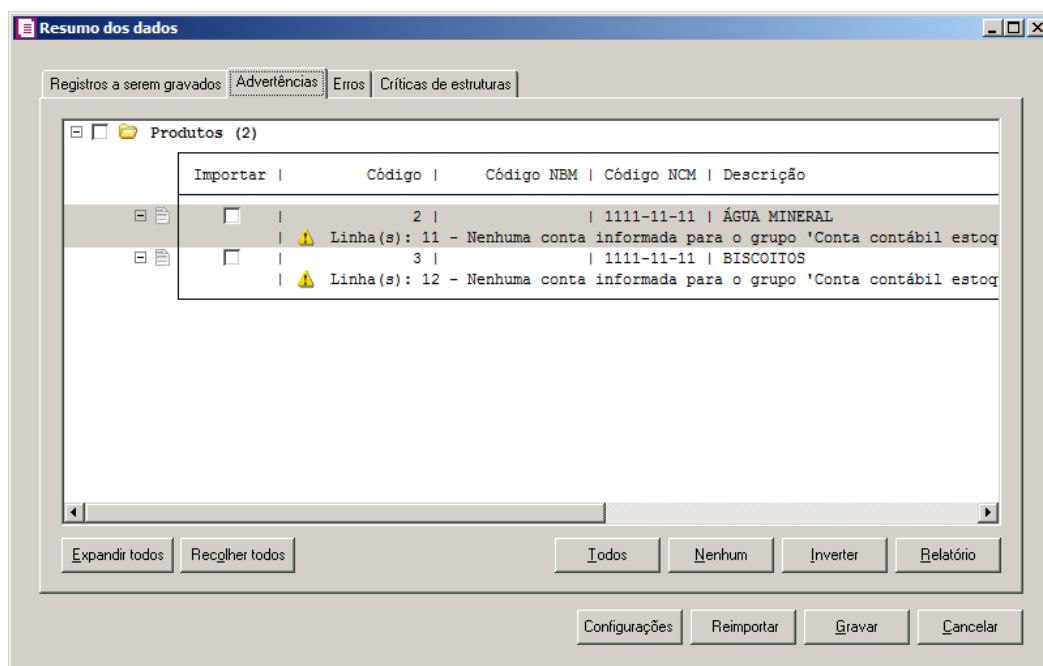 Resumo dos dados
Registros a serem gravados Advertências Erros Críticas de estruturas
Produtos (2)
Importar | Código | Código NBM | Código NCM | Descrição
| 2 | | 1111-11-11 | ÁGUA MINERAL
| Linha(s): 11 - Nenhuma conta informada para o grupo 'Conta contábil estoq
| 3 | | 1111-11-11 | BISCOITOS
| Linha(s): 12 - Nenhuma conta informada para o grupo 'Conta contábil estoq
Expandir todos Recolher todos Todos Nenhum Inverter Relatório
Configurações Reimportar Gravar Cancelar